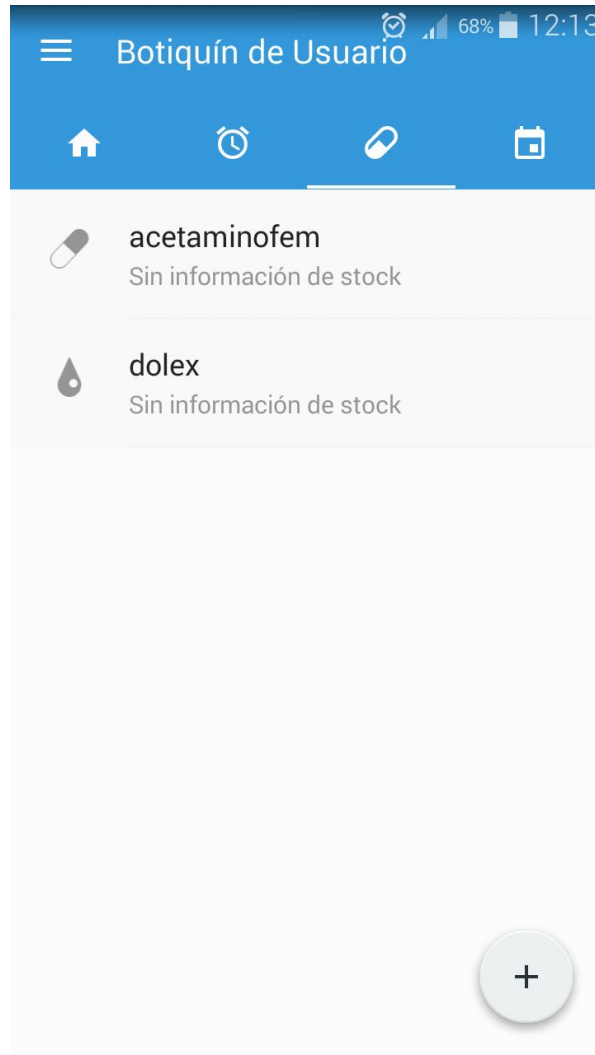 68% 12:13
Botiquín de Usuario
acetaminofem
Sin información de stock
dolex
Sin información de stock